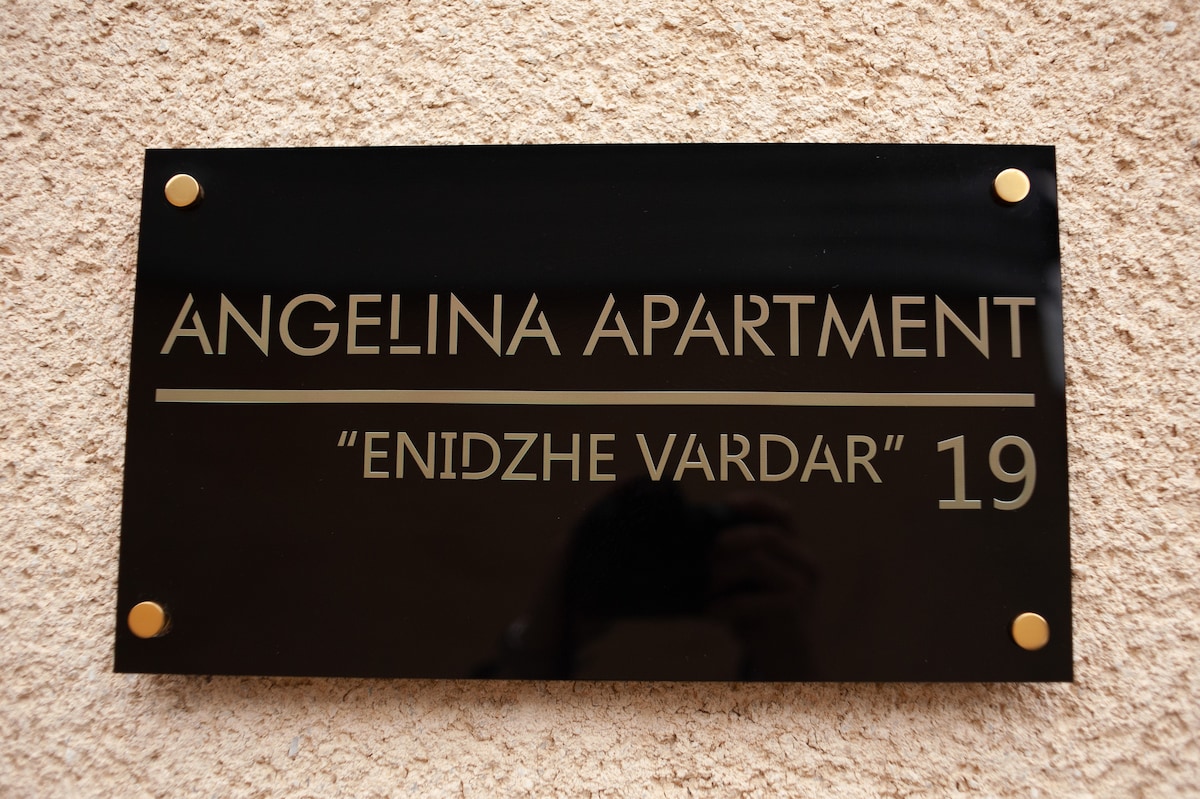 ANGELINA APARTMENT
“ENIDZHE VARDAR” 19